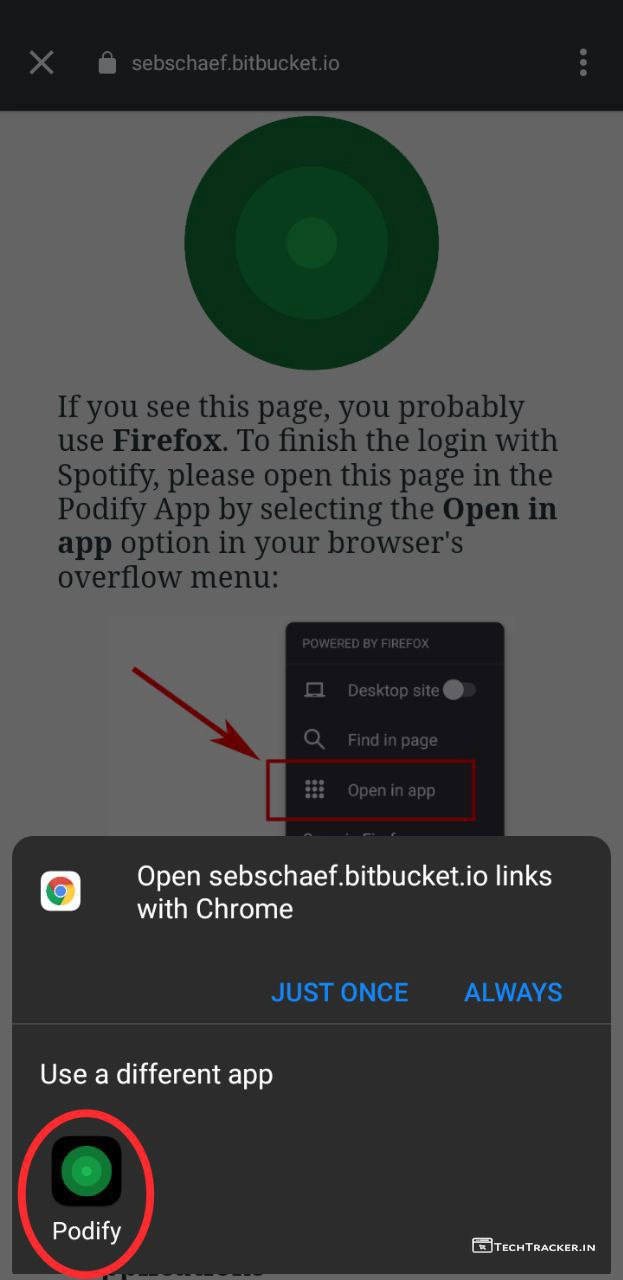 sebschaef.bitbucket.io
If you see this page, you probably
use Firefox. To finish the login with
Spotify, please open this page in the
Podify App by selecting the Open in
app option in your browser's
overflow menu:
POWERED BY FIREFOX
Desktop site
Find in page
Open in app
Open sebschaef.bitbucket.io links
with Chrome
JUST ONCE
ALWAYS
Use a different app
Podify
TECHTRACKER.IN